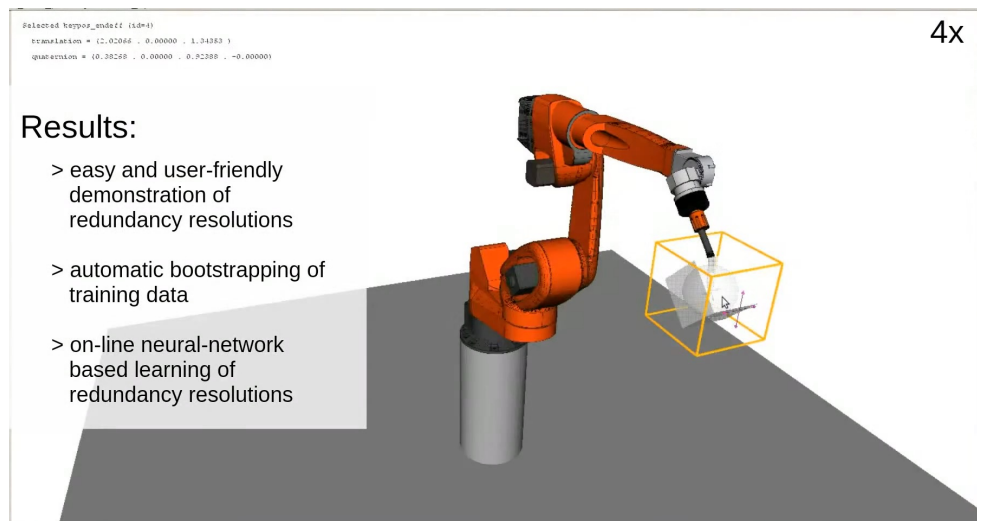 Selected keypos_endeff (id=4)
translation = (2.02066 , 0.00000 , 1.34353 )
quaternion = (0.38268 , 0.00000 , 0.92388 , -0.00000)
4x
Results:
> easy and user-friendly
demonstration of
redundancy resolutions
> automatic bootstrapping of
training data
> on-line neural-network
based learning of
redundancy resolutions